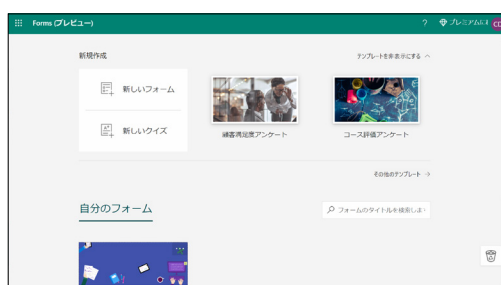 Forms (プレビュー)
?
プレミアムに
CD
新規作成
テンプレートを非表示にする
新しいフォーム
新しいクイズ
顧客満足度アンケート
コース評価アンケート
その他のテンプレート →
自分のフォーム
フォームのタイトルを検索しま